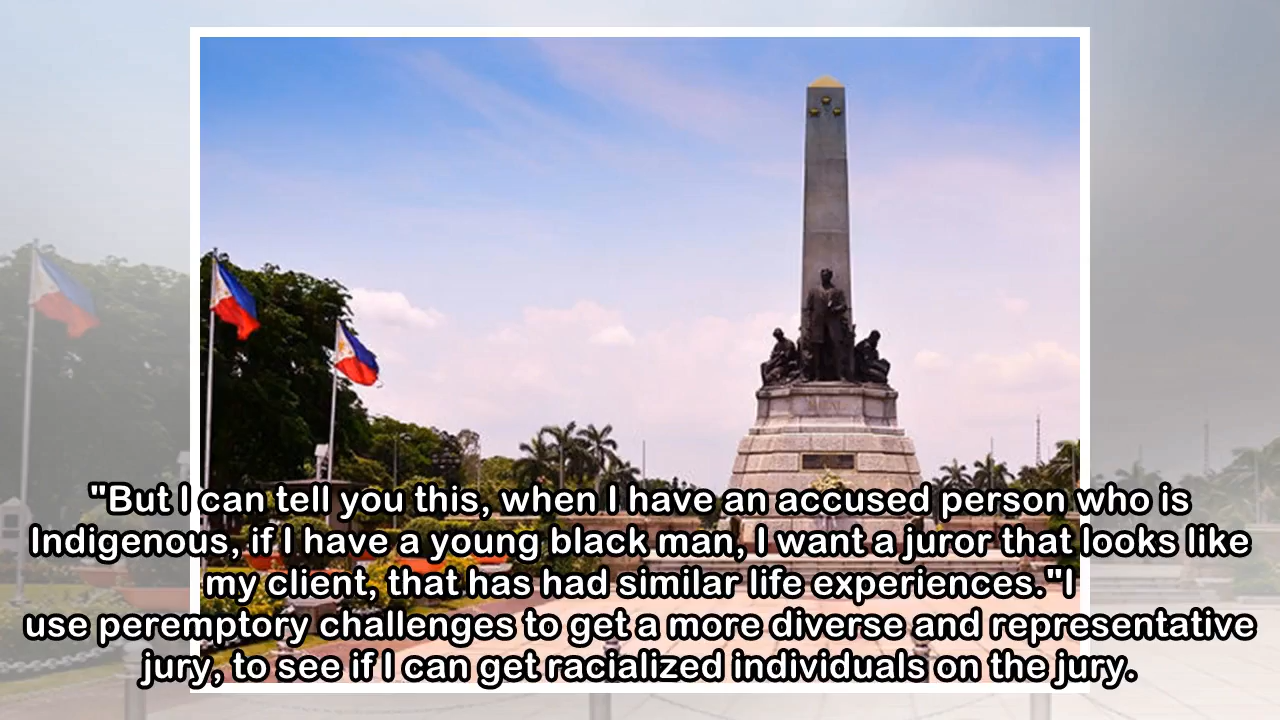 "But I can tell you this, when I have an accused person who is
Indigenous, if I have a young black man, I want a juror that looks like
my client, that has had similar life experiences."I
use peremptory challenges to get a more diverse and representative
jury, to see if I can get racialized individuals on the jury.